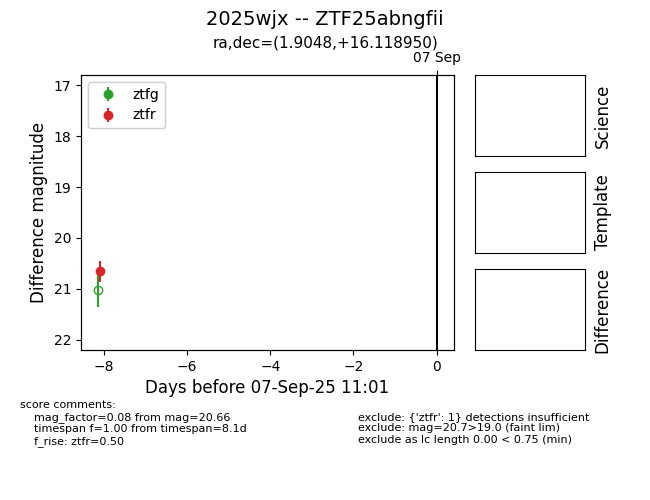 2025wjx -- ZTF25abngfii
ra,dec=(1.9048,+16.118950)
07 Sep
ztfg
ztfr
17
18
19
20
21
22
Difference magnitude
−8
−6
−4
−2
0
Days before 07-Sep-25 11:01
Science
Template
Difference
score comments:
mag_factor=0.08 from mag=20.66
timespan f=1.00 from timespan=8.1d
f_rise: ztfr=0.50
exclude: {'ztfr': 1} detections insufficient
exclude: mag=20.7>19.0 (faint lim)
exclude as lc length 0.00 < 0.75 (min)